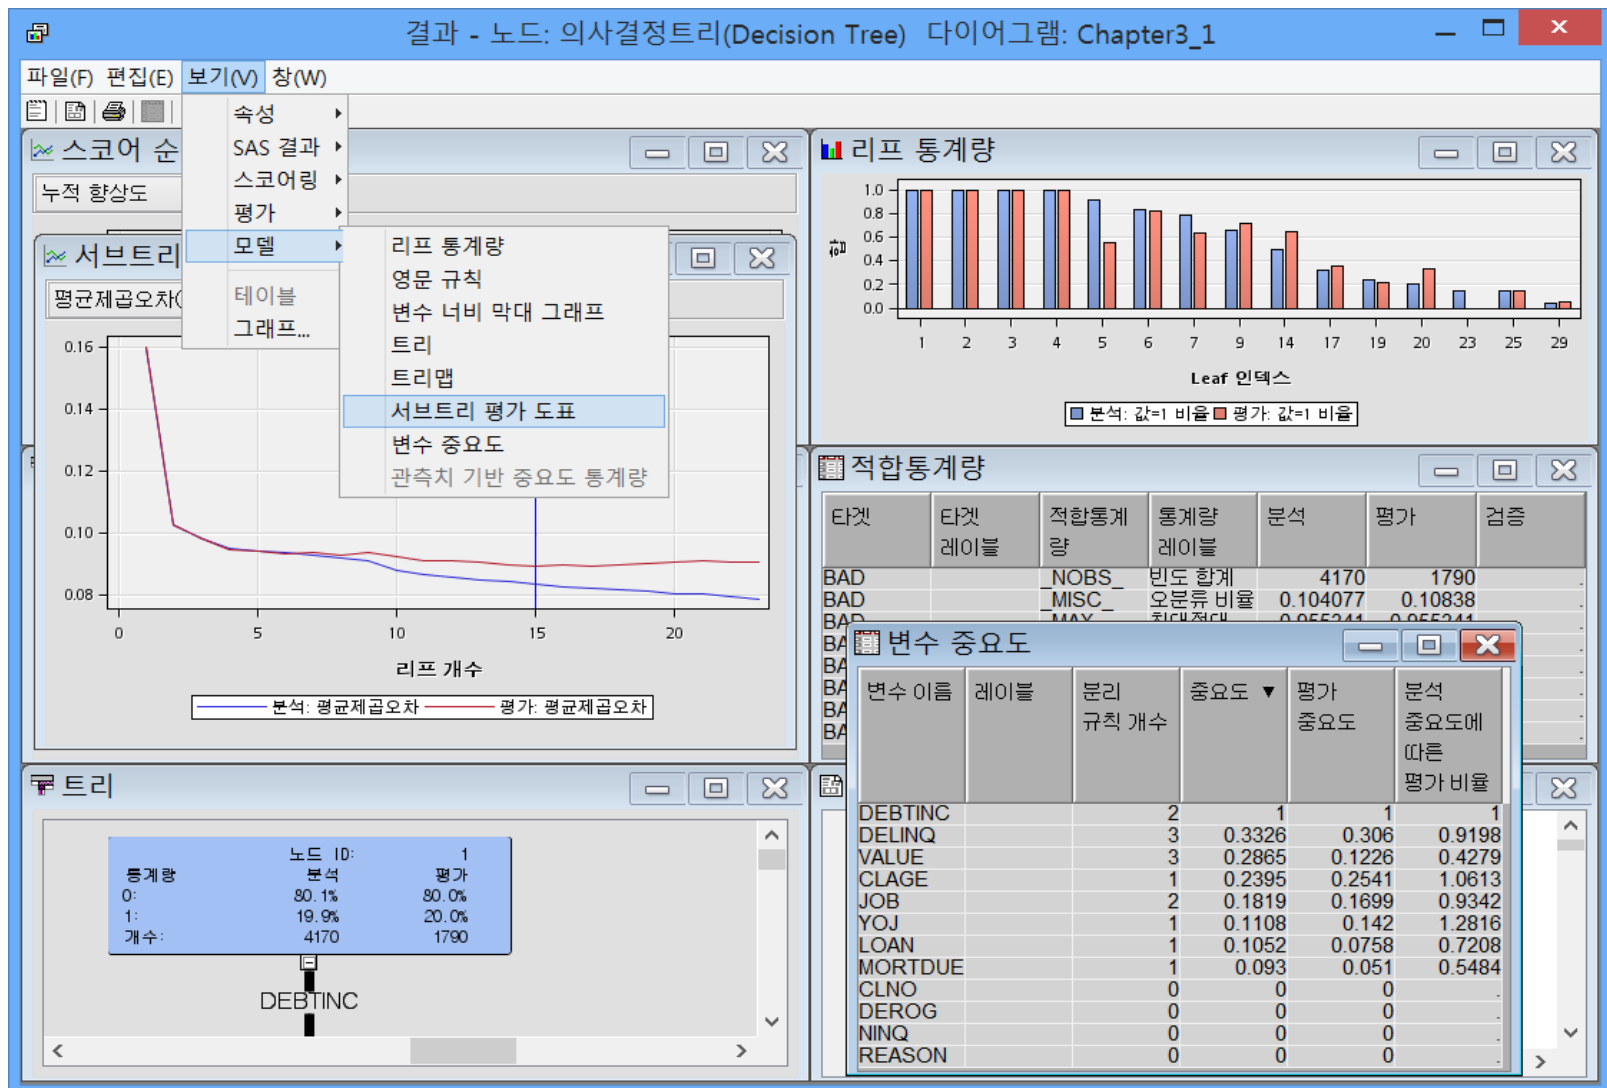 결과 - 노드: 의사결정트리(Decision Tree) 다이어그램: Chapter3_1
파일(F) 편집(E) 보기(V) 창(W)
속성
SAS 결과
스코어링
평가
모델
테이블
그래프...
리프 통계량
영문 규칙
변수 너비 막대 그래프
트리
트리맵
서브트리 평가 도표
변수 중요도
관측치 기반 중요도 통계량
스코어 순
누적 향상도
서브트리
평균제곱오차(
0.16
0.14
0.12
0.10
0.08
0 5 10 15 20
리프 개수
분석: 평균제곱오차 평가: 평균제곱오차
리프 통계량
1.0
0.8
0.6
0.4
0.2
0.0
1 2 3 4 5 6 7 9 14 17 19 20 23 25 29
Leaf 인덱스
분석: 값=1 비율 평가: 값=1 비율
적합통계량
타겟 타겟 레이블 적합통계량 통계량 레이블 분석 평가 검증
BAD _NOBS_ 빈도 합계 4170 1790 .
BAD _MISC_ 오분류 비율 0.104077 0.10838 .
BAD _MAX_ 최대절대 0.955241 0.955241
변수 중요도
변수 이름 레이블 분리 규칙 개수 중요도 ▼ 평가 중요도 분석 중요도에 따른 평가 비율
DEBTINC 2 1 1 1
DELINQ 3 0.3326 0.306 0.9198
VALUE 3 0.2865 0.1226 0.4279
CLAGE 1 0.2395 0.2541 1.0613
JOB 2 0.1819 0.1699 0.9342
YOJ 1 0.1108 0.142 1.2816
LOAN 1 0.1052 0.0758 0.7208
MORTDUE 1 0.093 0.051 0.5484
CLNO 0 0 0 .
DEROG 0 0 0 .
NINQ 0 0 0 .
REASON 0 0 0 .
트리
노드 ID: 1
통계량 분석 평가
0: 80.1% 80.0%
1: 19.9% 20.0%
개수: 4170 1790
DEBTINC